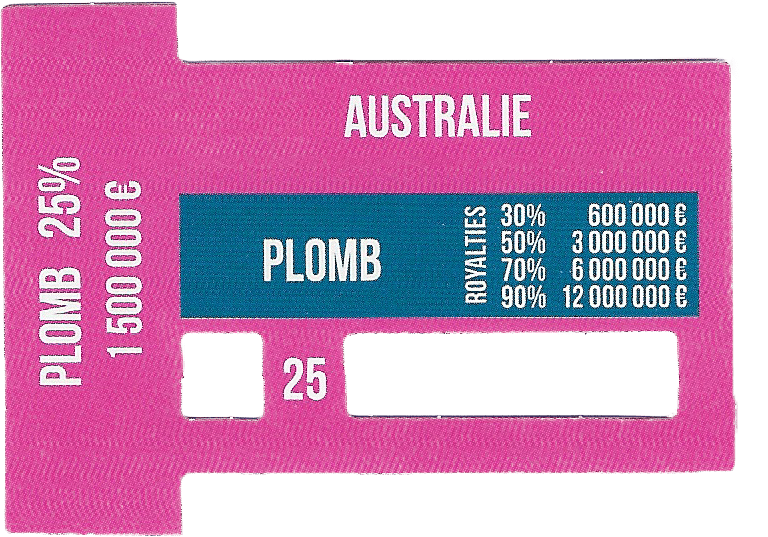 PLOMB 25%
1 500 000 €
AUSTRALIE
PLOMB
ROYALTIES
30% 600 000 €
50% 3 000 000 €
70% 6 000 000 €
90% 12 000 000 €
25